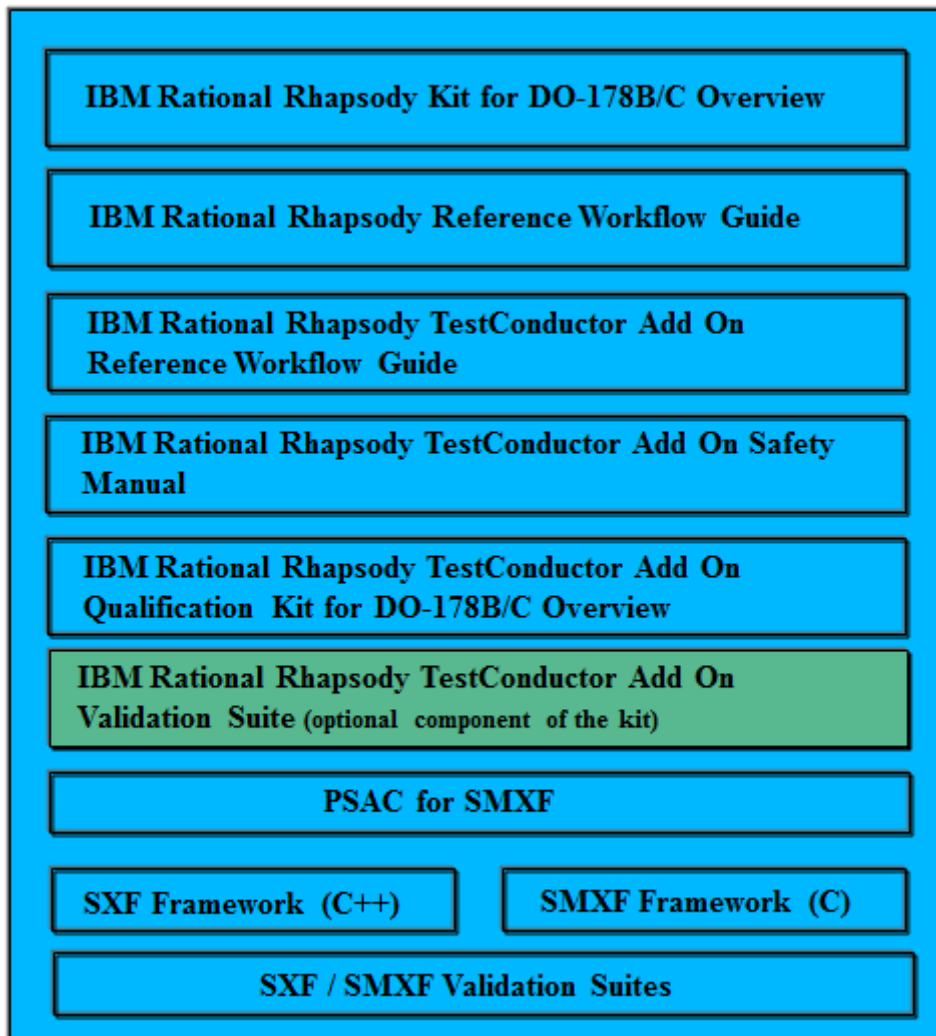 IBM Rational Rhapsody Kit for DO-178B/C Overview
IBM Rational Rhapsody Reference Workflow Guide
IBM Rational Rhapsody TestConductor Add On
Reference Workflow Guide
IBM Rational Rhapsody TestConductor Add On Safety
Manual
IBM Rational Rhapsody TestConductor Add On
Qualification Kit for DO-178B/C Overview
IBM Rational Rhapsody TestConductor Add On
Validation Suite (optional component of the kit)
PSAC for SMXF
SXF Framework (C++)
SMXF Framework (C)
SXF / SMXF Validation Suites